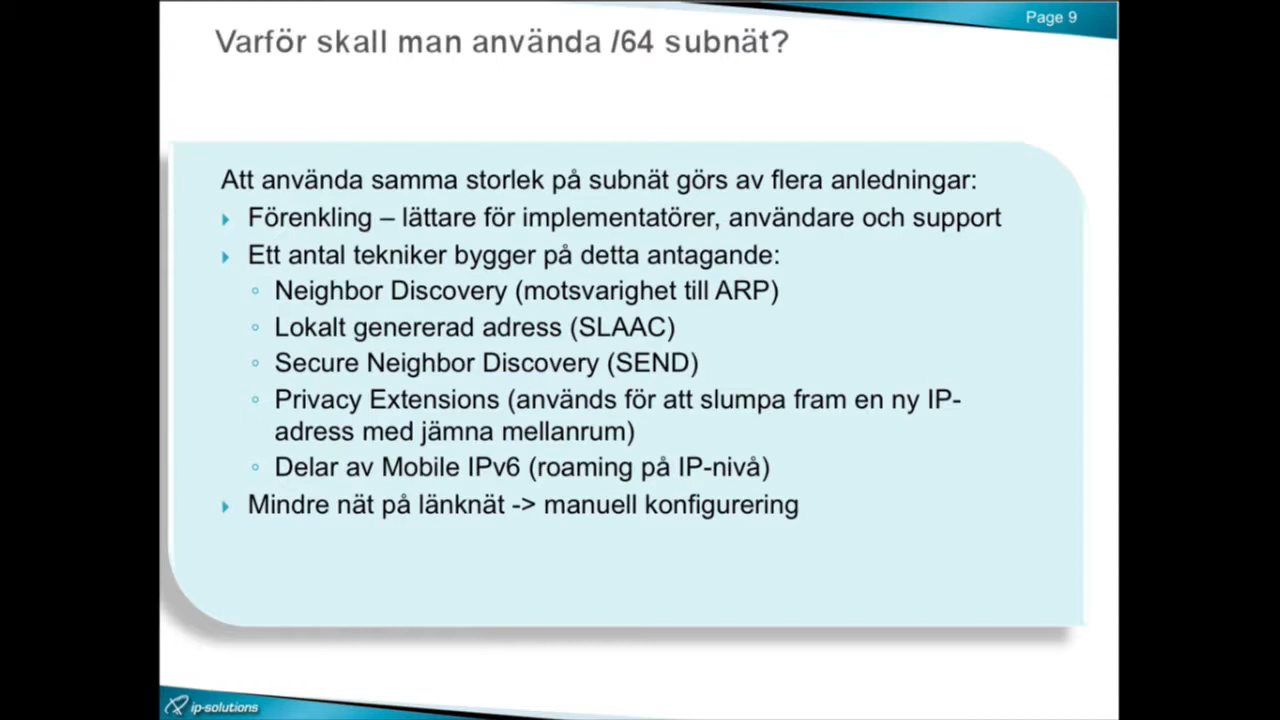 Page 9
Varför skall man använda /64 subnät?
Att använda samma storlek på subnät görs av flera anledningar:
Förenkling – lättare för implementatörer, användare och support
Ett antal tekniker bygger på detta antagande:
Neighbor Discovery (motsvarighet till ARP)
Lokalt genererad adress (SLAAC)
Secure Neighbor Discovery (SEND)
Privacy Extensions (används för att slumpa fram en ny IP-
adress med jämna mellanrum)
Delar av Mobile IPv6 (roaming på IP-nivå)
Mindre nät på länknät -> manuell konfigurering
ip-solutions